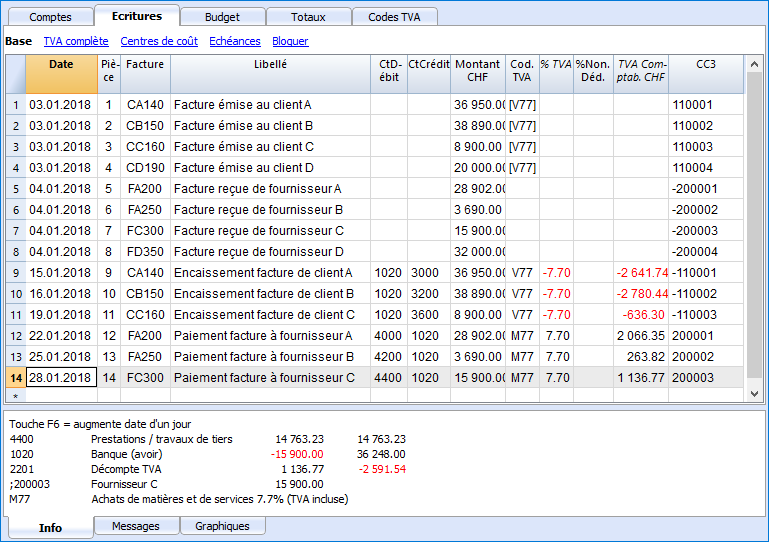 Comptes Ecritures Budget Totaux Codes TVA
Base TVA complète Centres de coût Echéances Bloquer
Date Piè-ce Facture Libellé CtD-ébit CtCrédit Montant CHF Cod. TVA % TVA %Non. Déd. TVA Com-ptab. CHF CC3
1 03.01.2018 1 CA140 Facture émise au client A 36 950.00 [V77] 110001
2 03.01.2018 2 CB150 Facture émise au client B 38 890.00 [V77] 110002
3 03.01.2018 3 CC160 Facture émise au client C 8 900.00 [V77] 110003
4 03.01.2018 4 CD190 Facture émise au client D 20 000.00 [V77] 110004
5 04.01.2018 5 FA200 Facture reçue de fournisseur A 28 902.00 -200001
6 04.01.2018 6 FA250 Facture reçue de fournisseur B 3 690.00 -200002
7 04.01.2018 7 FC300 Facture reçue de fournisseur C 15 900.00 -200003
8 04.01.2018 8 FD350 Facture reçue de fournisseur D 32 000.00 -200004
9 15.01.2018 9 CA140 Encaissement facture de client A 1020 3000 36 950.00 V77 -7.70 -2 641.74 -110001
10 16.01.2018 10 CB150 Encaissement facture de client B 1020 3200 38 890.00 V77 -7.70 -2 780.44 -110002
11 19.01.2018 11 CC160 Encaissement facture de client C 1020 3600 8 900.00 V77 -7.70 -636.30 -110003
12 22.01.2018 12 FA200 Paiement facture à fournisseur A 4000 1020 28 902.00 M77 7.70 2 066.35 200001
13 25.01.2018 13 FA250 Paiement facture à fournisseur B 4200 1020 3 690.00 M77 7.70 263.82 200002
14 28.01.2018 14 FC300 Paiement facture à fournisseur C 4400 1020 15 900.00 M77 7.70 1 136.77 200003
*
Touche F6 = augmente date d'un jour
4400 Prestations / travaux de tiers 14 763.23 14 763.23
1020 Banque (avoir) -15 900.00 36 248.00
2201 Décompte TVA 1 136.77 -2 591.54
;200003 Fournisseur C 15 900.00
M77 Achats de matières et de services 7.7% (TVA incluse)
Info Messages Graphiques